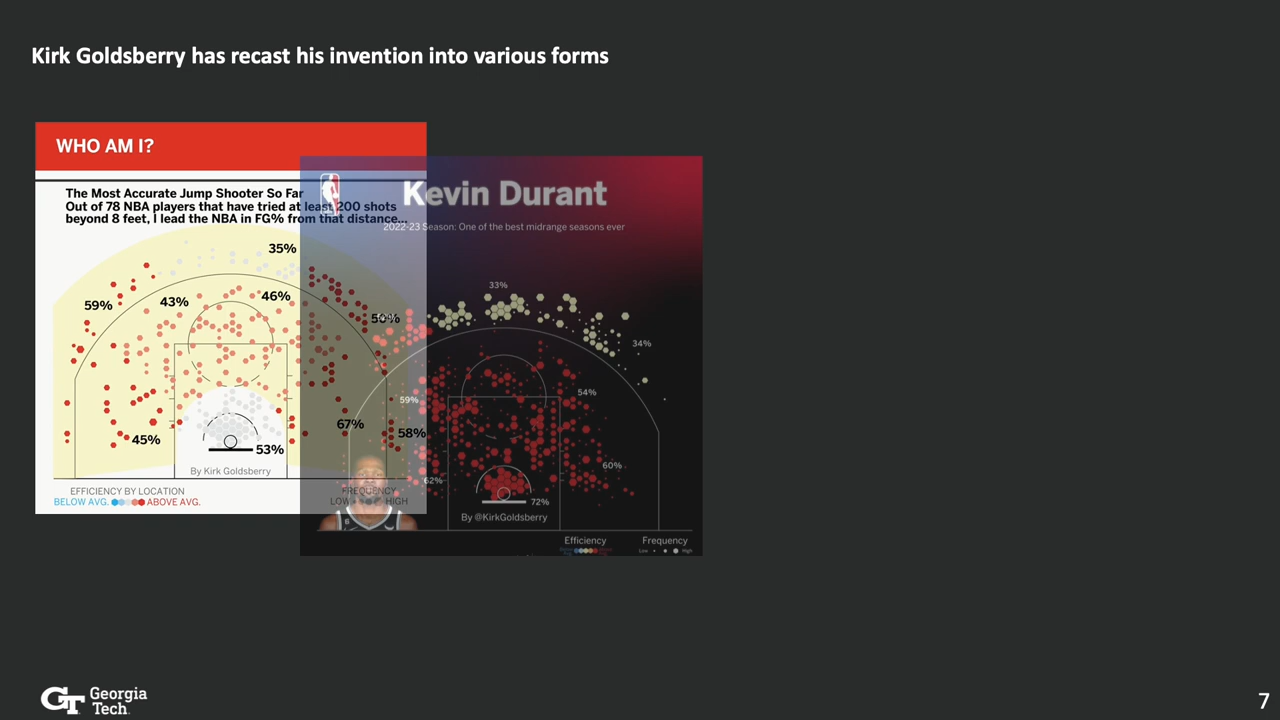 Kirk Goldsberry has recast his invention into various forms
WHO AM I?
The Most Accurate Jump Shooter So Far
Out of 78 NBA players that have tried at least 200 shots
beyond 8 feet, I lead the NBA in FG% from that distance...
35%
59%
43%
46%
67%
58%
45%
53%
By Kirk Goldsberry
EFFICIENCY BY LOCATION
BELOW AVG.
ABOVE AVG.
FREQUENCY
LOW
HIGH
Kevin Durant
2022-23 Season: One of the best midrange seasons ever
33%
34%
54%
59%
60%
62%
72%
By @KirkGoldsberry
Efficiency
Frequency
Low
High
Georgia
Tech
7